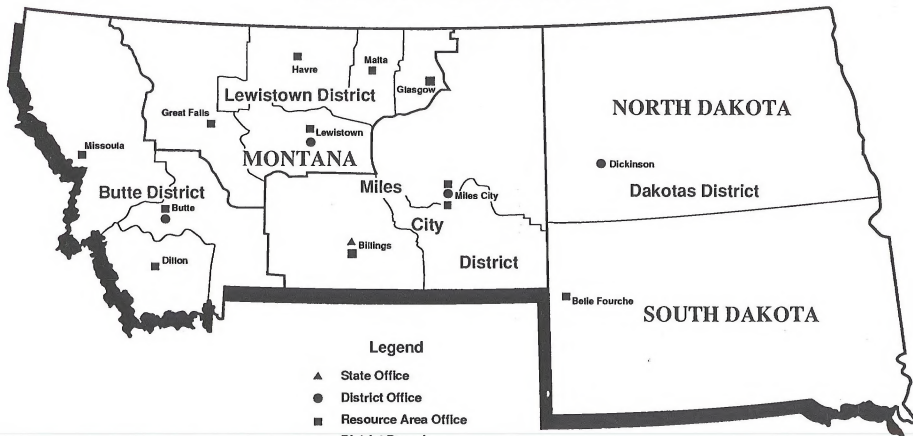 Havre
Malta
Glasgow
Lewistown District
Great Falls
Lewistown
MONTANA
Missoula
Butte District
Butte
Dillon
Miles
City
District
Miles City
Billings
NORTH DAKOTA
Dickinson
Dakotas District
Belle Fourche
SOUTH DAKOTA
Legend
State Office
District Office
Resource Area Office